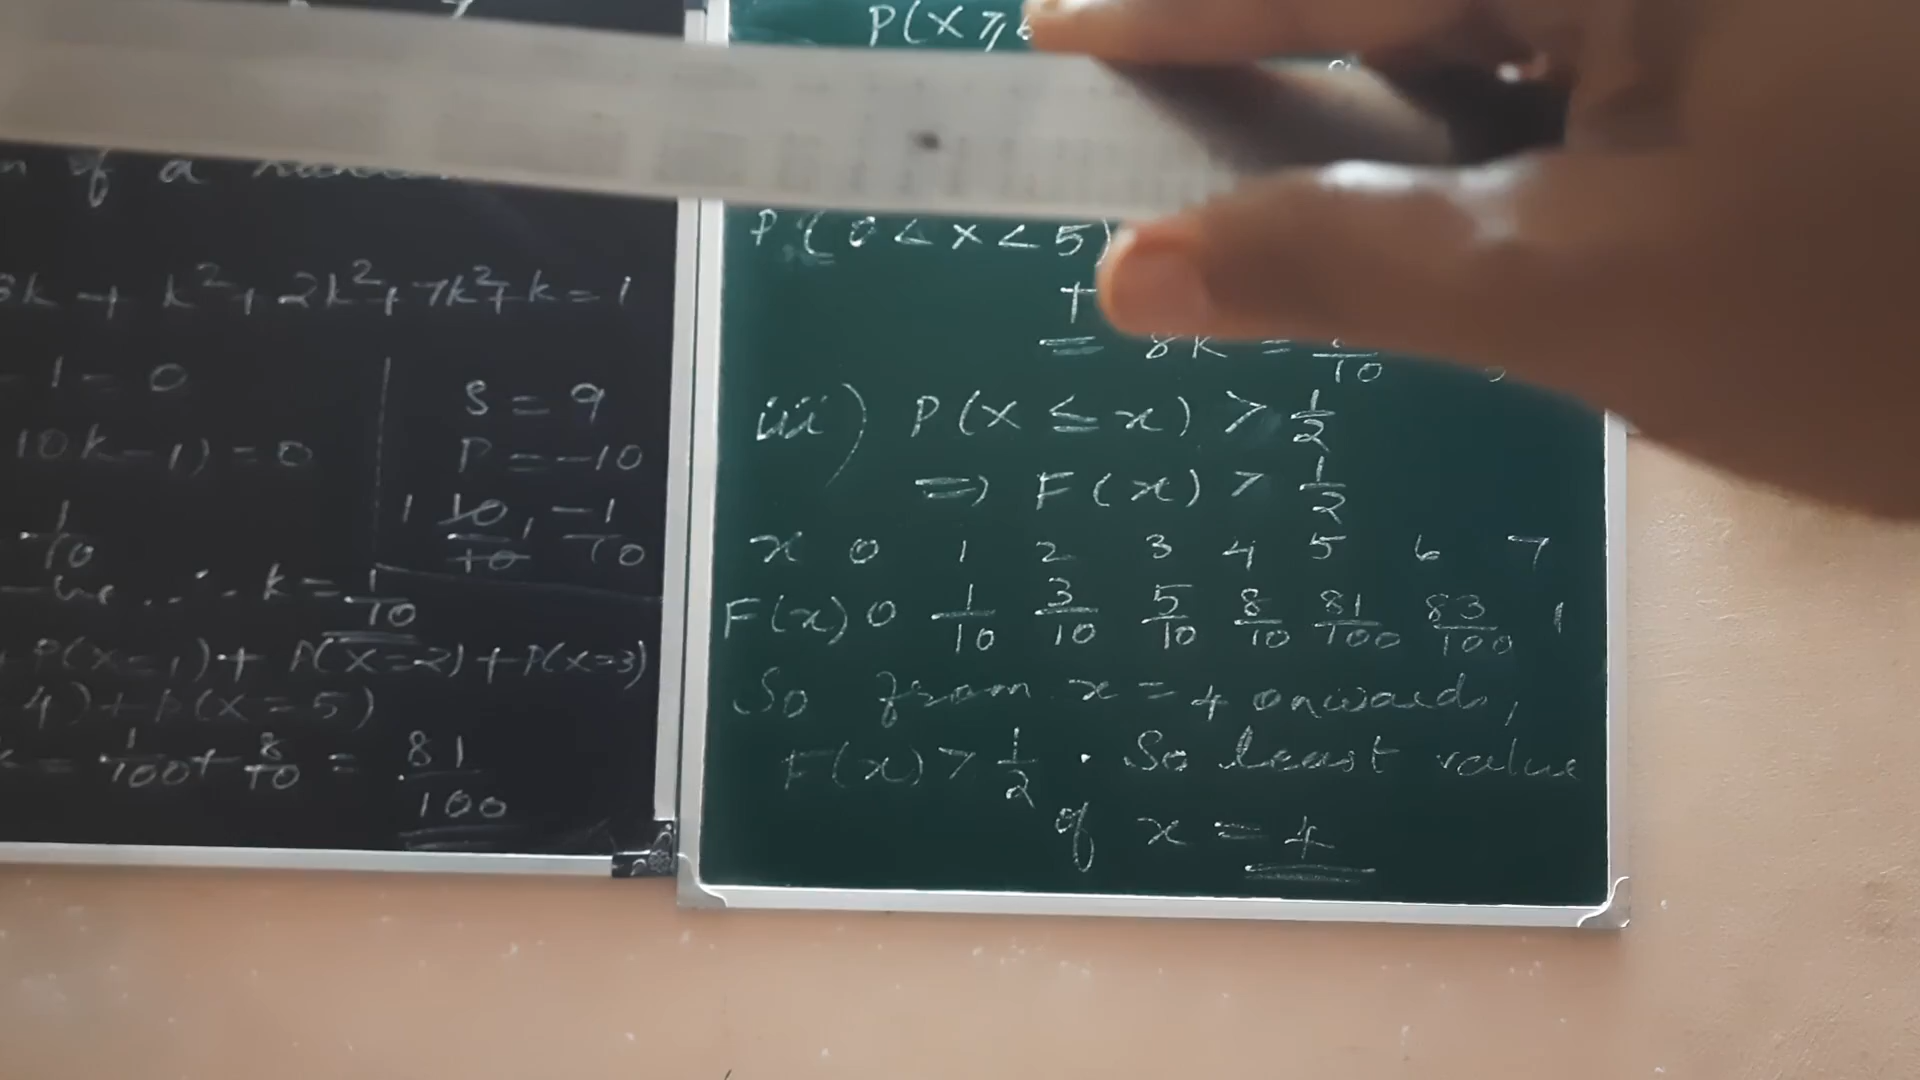 of a
3k + k² + 2k² + 7k² + k = 1
- 1 = 0
10k - 1) = 0
1/10
∴ k = 1/10
S = 9
P = -10
1 10/10, -1/10
+ P(X=1) + P(X=2) + P(X=3)
4) + P(X=5)
= 1/100 + 8/10 = 81/100
P(X ≥ 6
P(0 < X < 5)
+
= 8k = /10
iii) P(X ≤ x) > 1/2
=> F(x) > 1/2
x 0 1 2 3 4 5 6 7
F(x) 0 1/10 3/10 5/10 8/10 81/100 83/100 1
So from x = 4 onwards,
F(x) > 1/2 . So least value
of x = 4